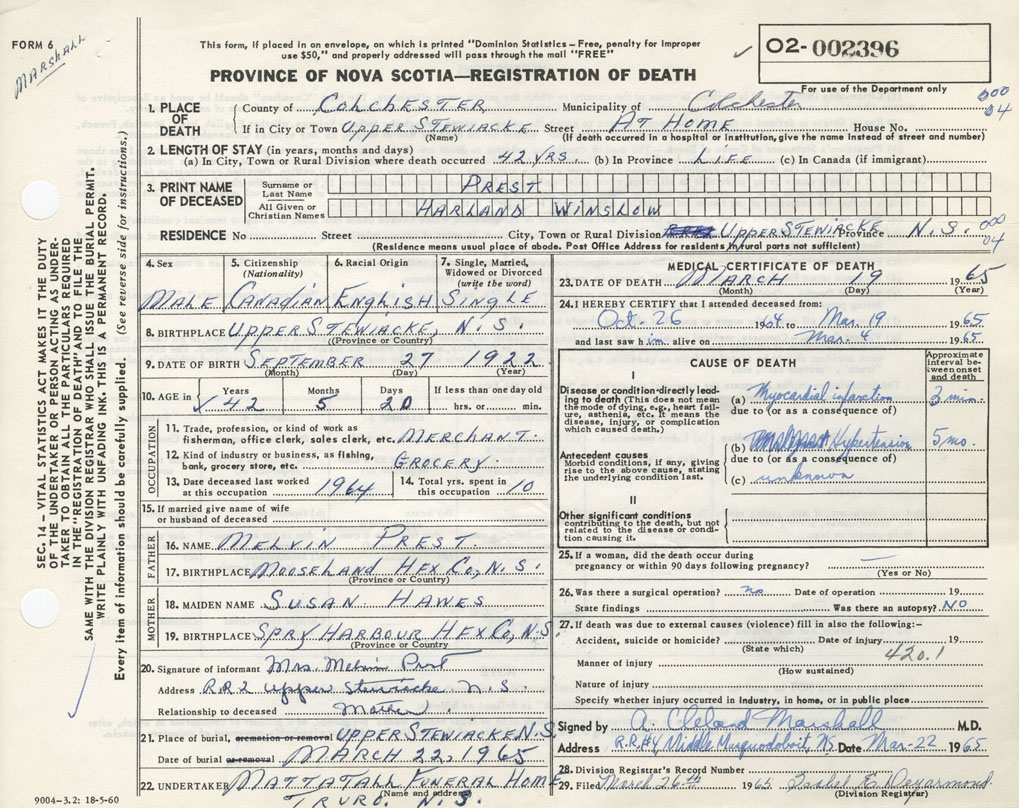 FORM 6
MARSHALL
This form, if placed in an envelope, on which is printed "Dominion Statistics – Free, penalty for improper
use $50," and properly addressed will pass through the mail "FREE"
O2-002396
For use of the Department only
PROVINCE OF NOVA SCOTIA—REGISTRATION OF DEATH
000
04
1. PLACE OF DEATH County of COLCHESTER Municipality of Colchester
If in City or Town UPPER STEWIACKE Street AT HOME House No.
(Name) (If death occurred in a hospital or institution, give the name instead of street and number)
2. LENGTH OF STAY (in years, months and days)
(a) In City, Town or Rural Division where death occurred 42 YRS (b) In Province LIFE (c) In Canada (if immigrant)
3. PRINT NAME OF DECEASED Surname or Last Name PREST
All Given or Christian Names HARLAND WINSLOW
RESIDENCE No Street City, Town or Rural Division UPPER STEWIACKE Province N.S. 000
04
(Residence means usual place of abode. Post Office Address for residents in rural parts not sufficient)
4. Sex 5. Citizenship (Nationality) 6. Racial Origin 7. Single, Married, Widowed or Divorced (write the word)
MALE Canadian English SINGLE
8. BIRTHPLACE UPPER STEWIACKE, N.S.
(Province or Country)
9. DATE OF BIRTH SEPTEMBER 27 1922
(Month) (Day) (Year)
10. AGE in Years 42 Months 5 Days 20 If less than one day old hrs. or min.
OCCUPATION
11. Trade, profession, or kind of work as fisherman, office clerk, sales clerk, etc. MERCHANT.
12. Kind of industry or business, as fishing, bank, grocery store, etc. GROCERY.
13. Date deceased last worked at this occupation 1964 14. Total yrs. spent in this occupation 10
15. If married give name of wife or husband of deceased
FATHER
16. NAME MELVIN PREST
17. BIRTHPLACE MOOSELAND HFX CO, N.S.
(Province or Country)
MOTHER
18. MAIDEN NAME SUSAN HAWES
19. BIRTHPLACE SPRY HARBOUR HFX CO, N.S.
(Province or Country)
20. Signature of informant Mrs. Melvin Prest
Address R.R.2 Upper Stewiacke N.S.
Relationship to deceased Mother.
21. Place of burial, cremation or removal UPPER STEWIACKE N.S.
Date of burial or removal MARCH 22, 1965
22. UNDERTAKER MATTATALL FUNERAL HOME
(Name and address)
TRURO. N.S.
9004-3.2: 18-5-60
MEDICAL CERTIFICATE OF DEATH
23. DATE OF DEATH MARCH 19 1965
(Month) (Day) (Year)
24. I HEREBY CERTIFY that I attended deceased from:
Oct. 26 1964 to Mar. 19 1965
and last saw him alive on Mar. 4 1965
CAUSE OF DEATH
Approximate interval between onset and death
I
Disease or condition directly leading to death (This does not mean the mode of dying, e.g., heart failure, asthenia, etc. It means the disease, injury, or complication which caused death.)
(a) Myocardial infarction 3 min.
due to (or as a consequence of)
Antecedent causes
Morbid conditions, if any, giving rise to the above cause, stating the underlying condition last.
(b) Hypertension 5 mo.
due to (or as a consequence of)
(c) unknown
II
Other significant conditions
contributing to the death, but not related to the disease or condition causing it.
25. If a woman, did the death occur during
pregnancy or within 90 days following pregnancy? —
(Yes or No)
26. Was there a surgical operation? no Date of operation 19
State findings Was there an autopsy? NO
27. If death was due to external causes (violence) fill in also the following:-
Accident, suicide or homicide? Date of injury 19
(State which) 420.1
Manner of injury
(How sustained)
Nature of injury
Specify whether injury occurred in industry, in home, or in public place
Signed by A. Cleland Marshall M.D.
Address R.R.#4, Middle Musquodoboit, NS Date Mar-22 1965
28. Division Registrar's Record Number
29. Filed March 26th 1965 Isabel E. Deyarmond
(Division Registrar)
SEC. 14 – VITAL STATISTICS ACT MAKES IT THE DUTY
OF THE UNDERTAKER OR PERSON ACTING AS UNDER-
TAKER TO OBTAIN ALL THE PARTICULARS REQUIRED
IN THE "REGISTRATION OF DEATH" AND TO FILE THE
SAME WITH THE DIVISION REGISTRAR WHO SHALL ISSUE THE BURIAL PERMIT.
WRITE PLAINLY WITH UNFADING INK. THIS IS A PERMANENT RECORD.
Every item of information should be carefully supplied. (See reverse side for instructions.)